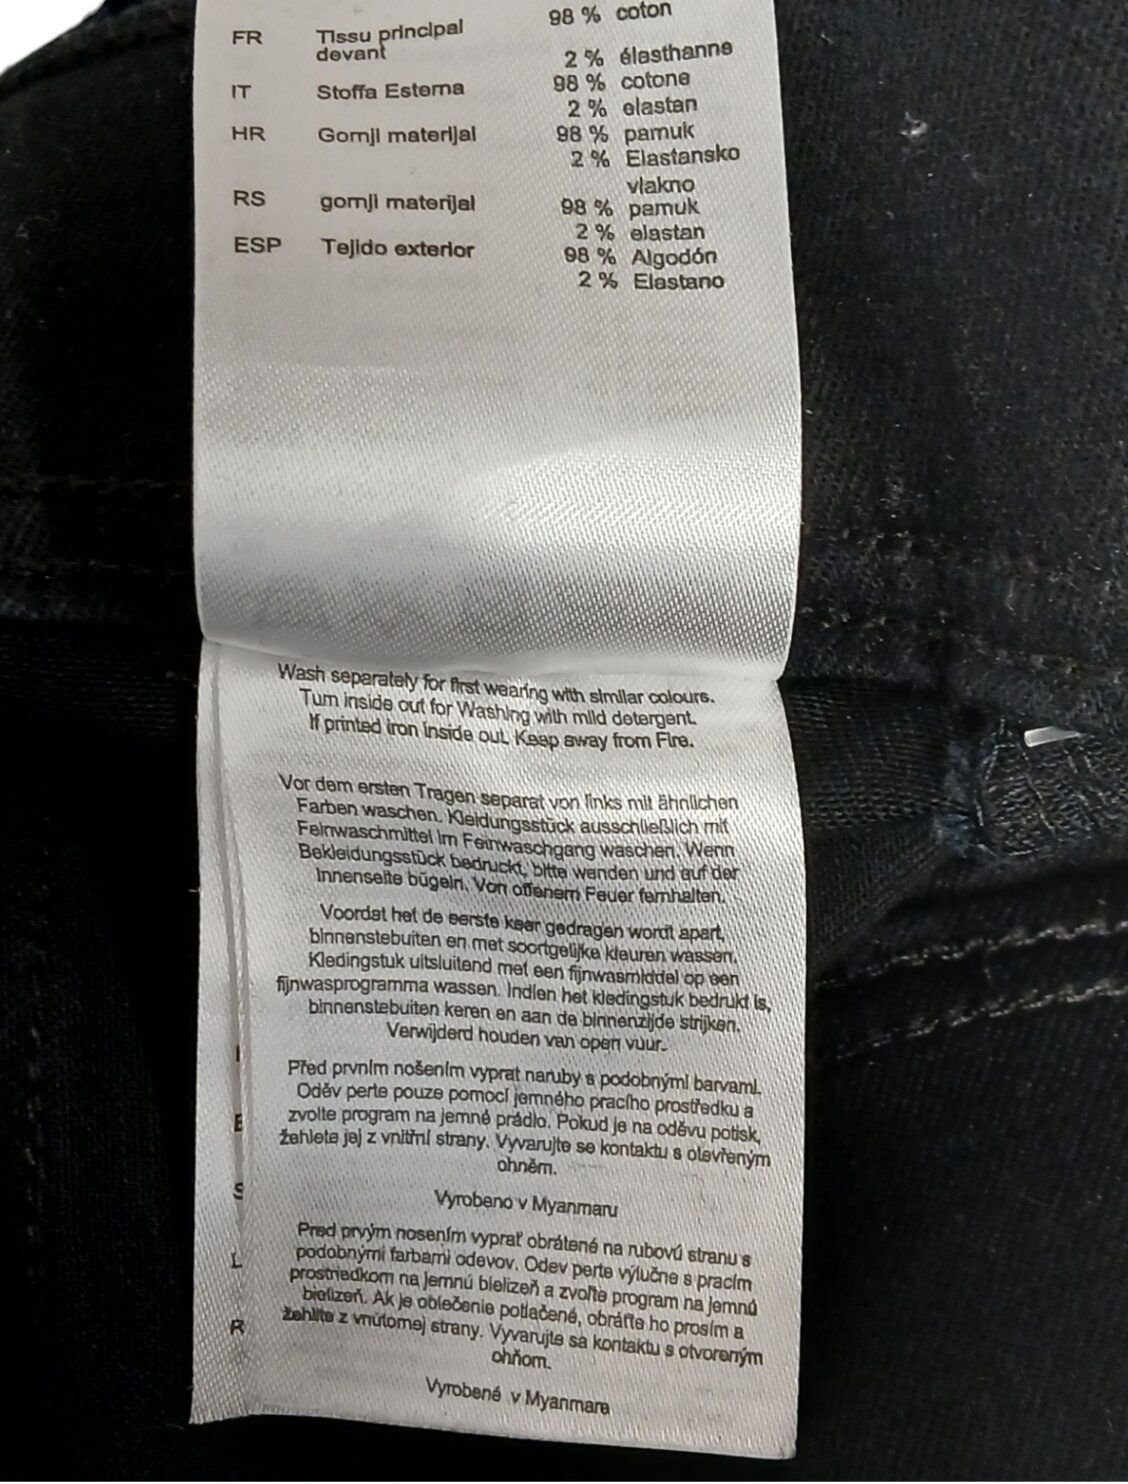 FR Tissu principal devant 98 % coton
2 % élasthanne
IT Stoffa Esterna 98 % cotone
2 % elastan
HR Gornji materijal 98 % pamuk
2 % Elastansko vlakno
RS gornji materijal 98 % pamuk
2 % elastan
ESP Tejido exterior 98 % Algodón
2 % Elastano
Wash separately for first wearing with similar colours.
Turn inside out for Washing with mild detergent.
If printed iron inside out. Keep away from Fire.
Vor dem ersten Tragen separat von links mit ähnlichen
Farben waschen. Kleidungsstück ausschließlich mit
Feinwaschmittel im Feinwaschgang waschen. Wenn
Bekleidungsstück bedruckt, bitte wenden und auf der
Innenseite bügeln. Von offenem Feuer fernhalten.
Voordat het de eerste keer gedragen wordt apart,
binnenstebuiten en met soortgelijke kleuren wassen.
Kledingstuk uitsluitend met een fijnwasmiddel op een
fijnwasprogramma wassen. Indien het kledingstuk bedrukt is,
binnenstebuiten keren en aan de binnenzijde strijken.
Verwijderd houden van open vuur.
Před prvním nošením vyprat naruby s podobnými barvami.
Oděv perte pouze pomocí jemného pracího prostředku a
zvolte program na jemné prádlo. Pokud je na oděvu potisk,
žehlete jej z vnitřní strany. Vyvarujte se kontaktu s otevřeným
ohněm.
Vyrobeno v Myanmaru
Pred prvým nosením vyprať obrátené na rubovú stranu s
podobnými farbami odevov. Odev perte výlučne s pracím
prostriedkom na jemnú bielizeň a zvoľte program na jemnú
bielizeň. Ak je oblečenie potlačené, obráťte ho prosím a
žehlite z vnútornej strany. Vyvarujte sa kontaktu s otvoreným
ohňom.
Vyrobené v Myanmare